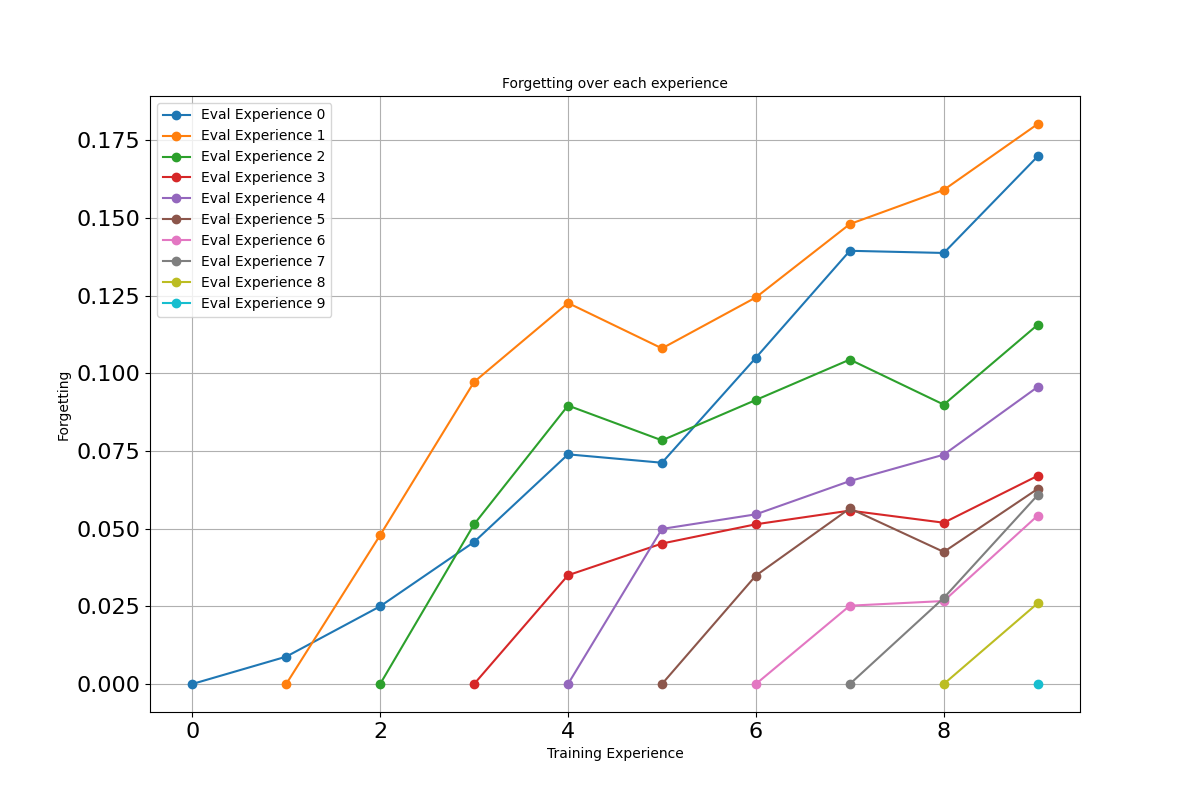 Forgetting over each experience
Eval Experience 0
Eval Experience 1
Eval Experience 2
Eval Experience 3
Eval Experience 4
Eval Experience 5
Eval Experience 6
Eval Experience 7
Eval Experience 8
Eval Experience 9
0.175
0.150
0.125
0.100
0.075
0.050
0.025
0.000
Forgetting
0 2 4 6 8
Training Experience